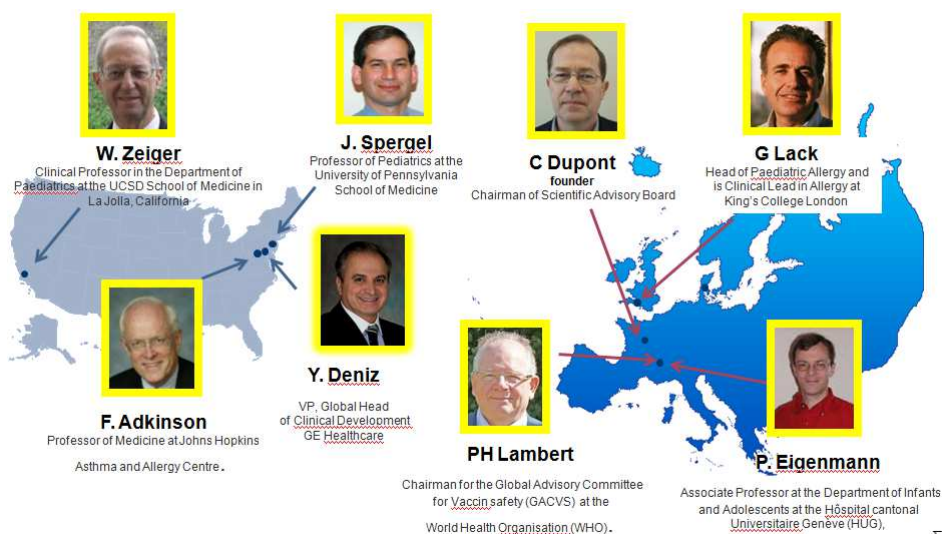 W. Zeiger
Clinical Professor in the Department of
Paediatrics at the UCSD School of Medicine in
La Jolla, California
J. Spergel
Professor of Pediatrics at the
University of Pennsylvania
School of Medicine
C Dupont
founder
Chairman of Scientific Advisory Board
G Lack
Head of Paediatric Allergy and
is Clinical Lead in Allergy at
King's College London
F. Adkinson
Professor of Medicine at Johns Hopkins
Asthma and Allergy Centre.
Y. Deniz
VP, Global Head
of Clinical Development
GE Healthcare
PH Lambert
Chairman for the Global Advisory Committee
for Vaccin safety (GACVS) at the
World Health Organisation (WHO).
P. Eigenmann
Associate Professor at the Department of Infants
and Adolescents at the Hôspital cantonal
Universitaire Genève (HUG),